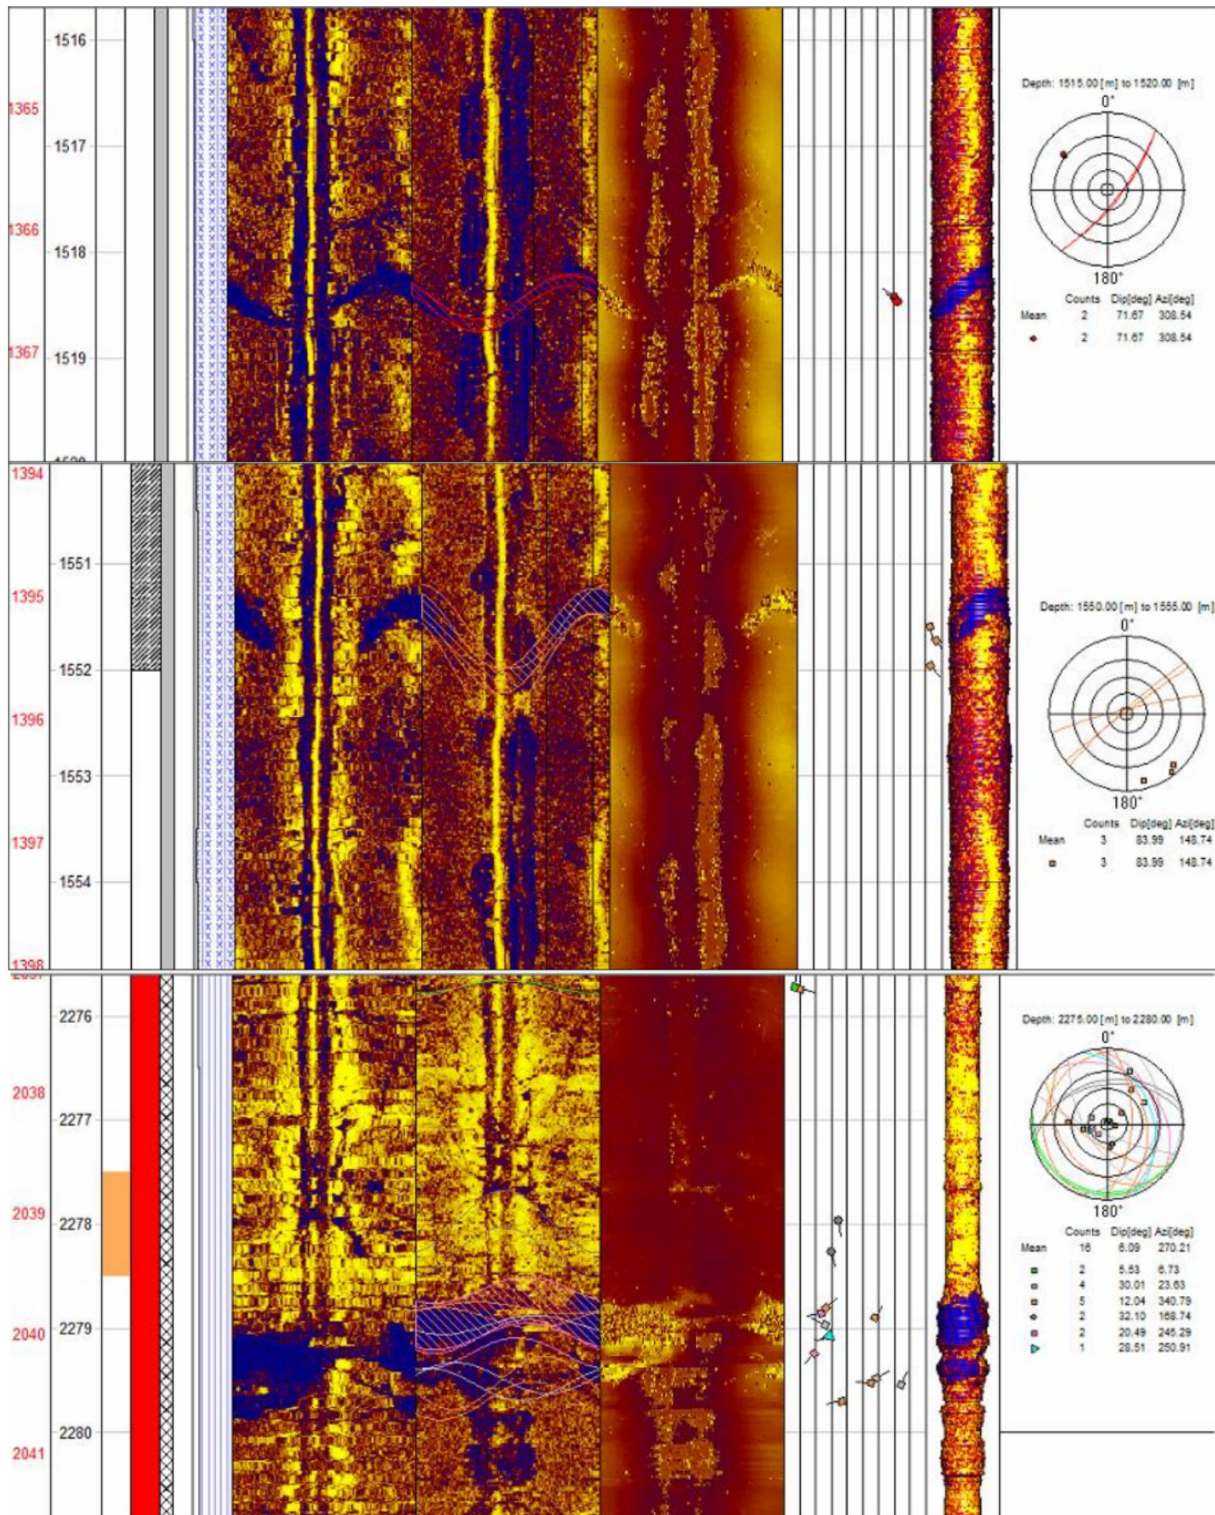 1516
1365
1517
1366
1518
1367
1519
1520
Depth: 1515.00 [m] to 1520.00 [m]
0°
180°
Counts Dip[deg] Azi[deg]
Mean 2 71.67 308.54
2 71.67 308.54
1394
1551
1395
1552
1396
1553
1397
1554
1398
Depth: 1550.00 [m] to 1555.00 [m]
0°
180°
Counts Dip[deg] Azi[deg]
Mean 3 83.99 148.74
3 83.99 148.74
2037
2276
2038
2277
2039
2278
2040
2279
2280
2041
Depth: 2275.00 [m] to 2280.00 [m]
0°
180°
Counts Dip[deg] Azi[deg]
Mean 16 6.09 270.21
2 5.53 6.73
4 30.01 23.63
5 12.04 340.79
2 32.10 168.74
2 20.49 245.29
1 28.51 250.91